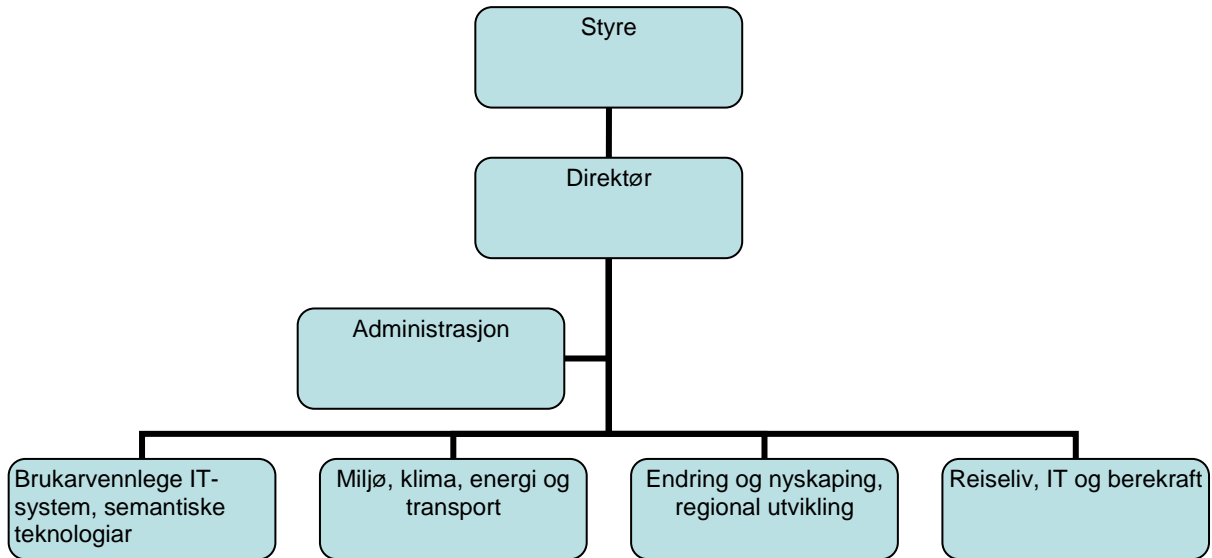 Styre
Direktør
Administrasjon
Brukarvennlege IT-
system, semantiske
teknologiar
Miljø, klima, energi og
transport
Endring og nyskaping,
regional utvikling
Reiseliv, IT og berekraft